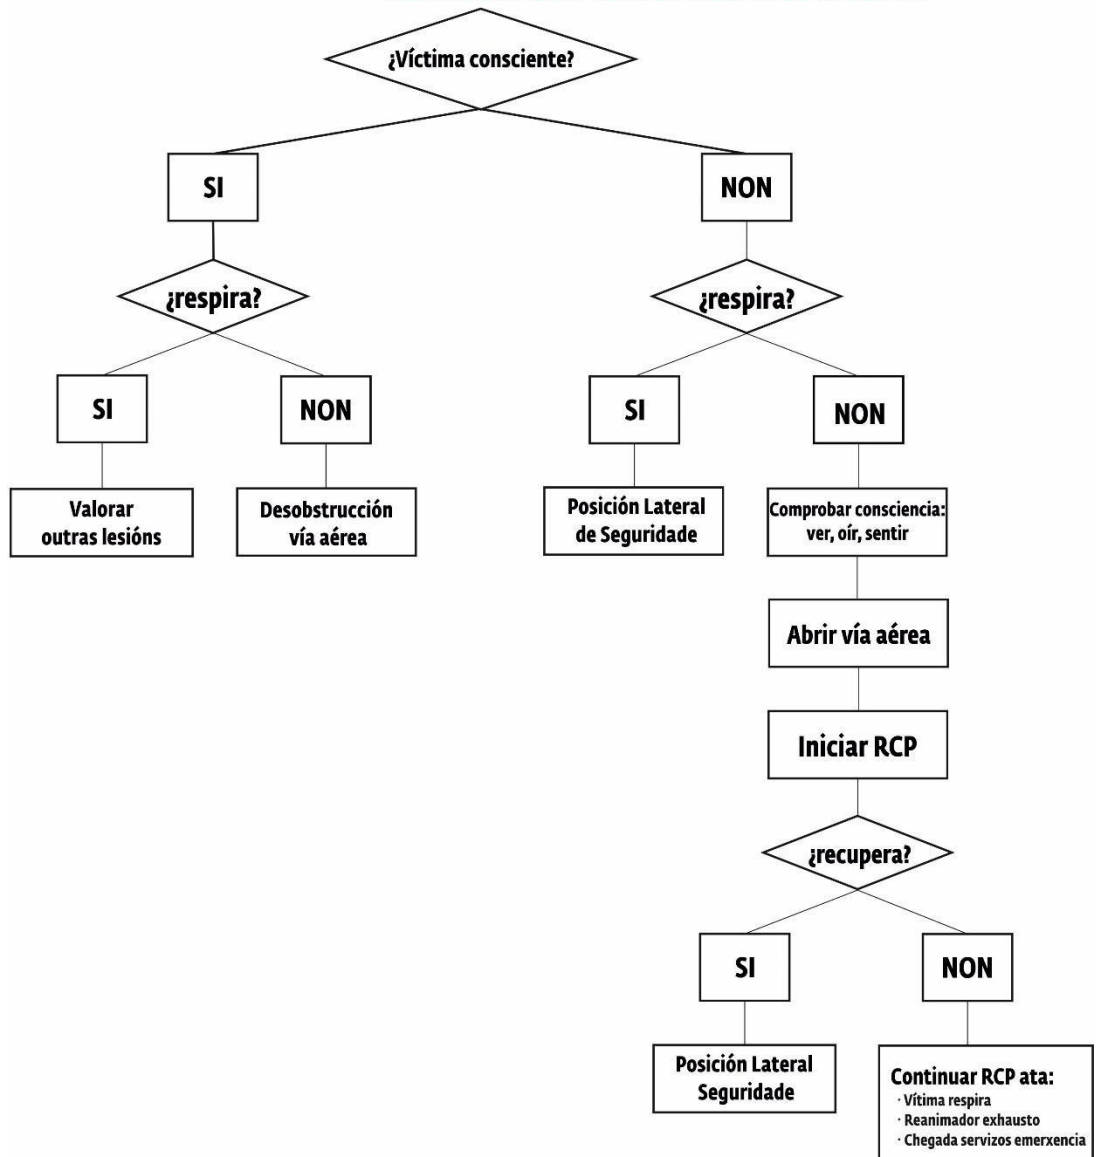 ¿Víctima consciente?
SI
NON
¿respira?
¿respira?
SI
NON
SI
NON
Valorar
outras lesións
Desobstrucción
vía aérea
Posición Lateral
de Seguridade
Comprobar consciencia:
ver, oír, sentir
Abrir vía aérea
Iniciar RCP
¿recupera?
SI
NON
Posición Lateral
Seguridade
Continuar RCP ata:
· Vítima respira
· Reanimador exhausto
· Chegada servizos emerxencia